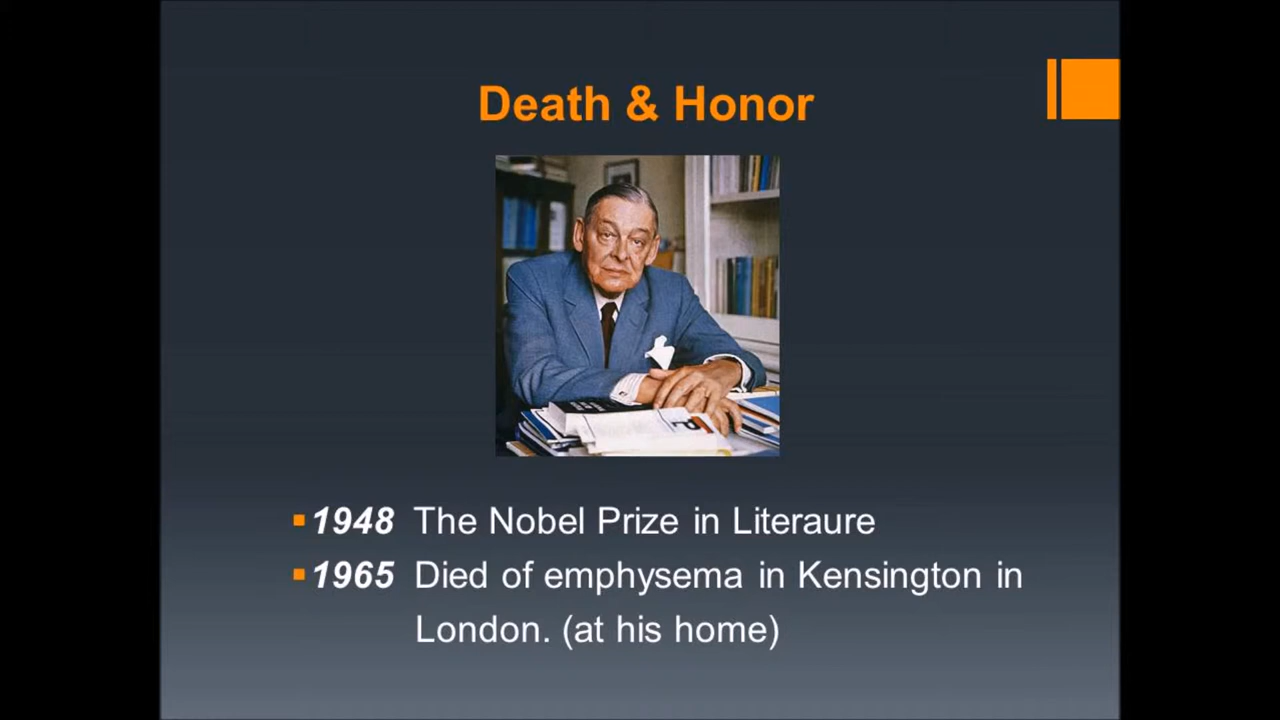 Death & Honor
1948 The Nobel Prize in Literaure
1965 Died of emphysema in Kensington in
London. (at his home)